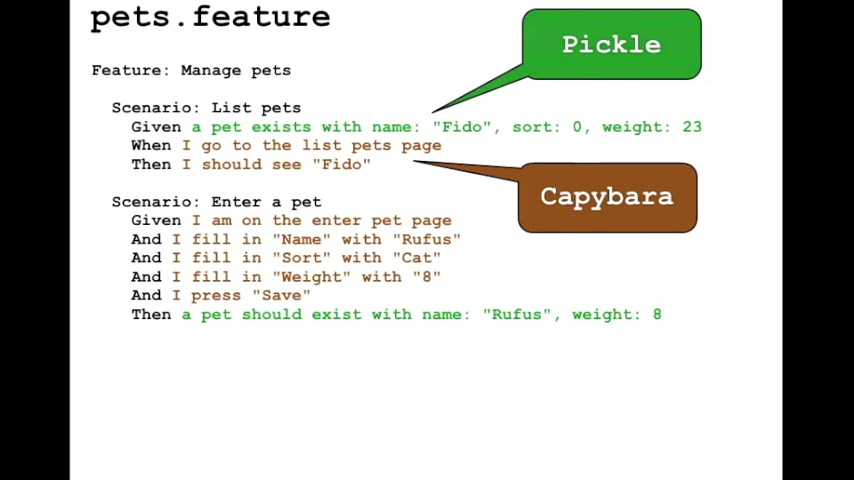 pets.feature
Pickle
Feature: Manage pets
Scenario: List pets
Given a pet exists with name: "Fido", sort: 0, weight: 23
When I go to the list pets page
Then I should see "Fido"
Capybara
Scenario: Enter a pet
Given I am on the enter pet page
And I fill in "Name" with "Rufus"
And I fill in "Sort" with "Cat"
And I fill in "Weight" with "8"
And I press "Save"
Then a pet should exist with name: "Rufus", weight: 8